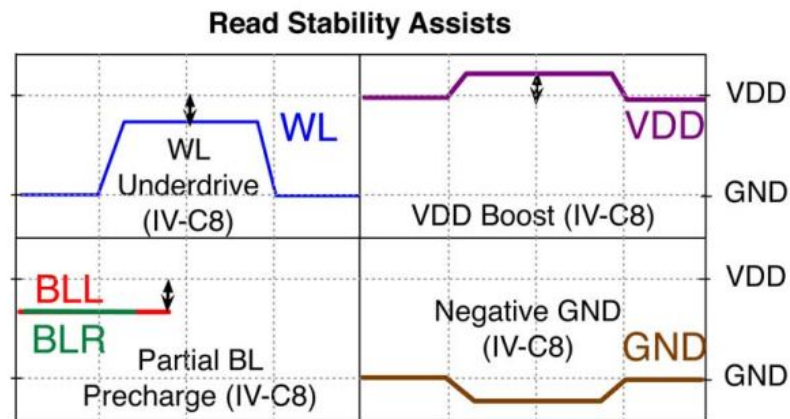 Read Stability Assists
WL
WL
Underdrive
(IV-C8)
VDD
VDD
GND
VDD Boost (IV-C8)
BLL
BLR
Partial BL
Precharge (IV-C8)
VDD
Negative GND
(IV-C8)
GND
GND